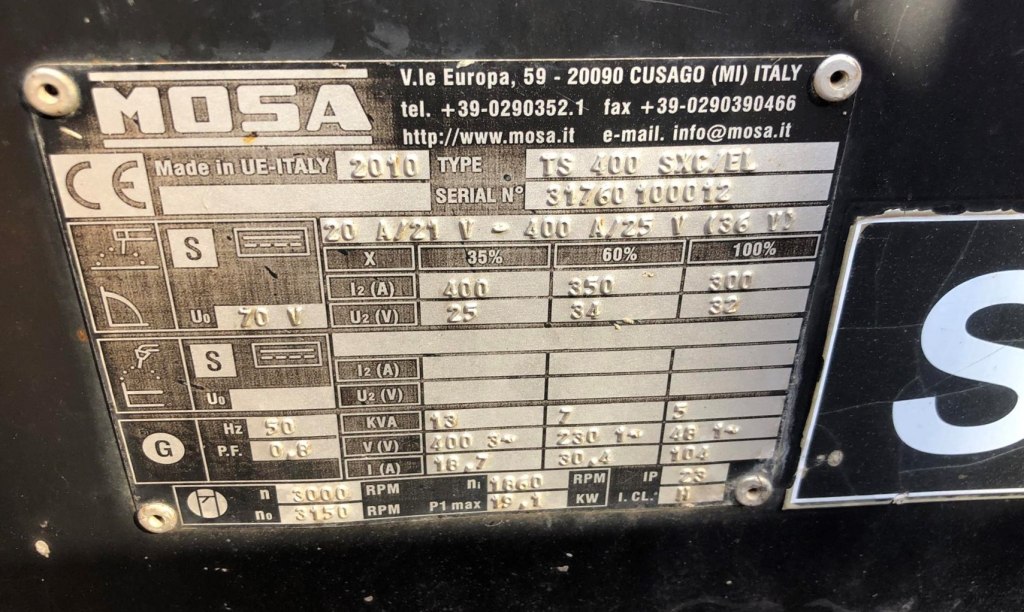 MOSA
V.le Europa, 59 - 20090 CUSAGO (MI) ITALY
tel. +39-0290352.1 fax +39-0290390466
http://www.mosa.it e-mail. info@mosa.it
CE Made in UE-ITALY 2010 TYPE TS 400 SXC/EL
SERIAL N° 31760100012
S 20 A/21 V - 400 A/25 V (36 V)
X 35% 60% 100%
I2 (A) 400 350 300
U0 70 V U2 (V) 25 34 32
S
I2 (A)
U0 U2 (V)
G Hz 50 KVA 13 7 5
P.F. 0,8 V (V) 400 3~ 230 1~ 48 1~
I (A) 18,7 30,4 104
n 3000 RPM n1 1860 RPM IP 23
n0 3150 RPM P1 max 19,1 KW I. CL. H
S